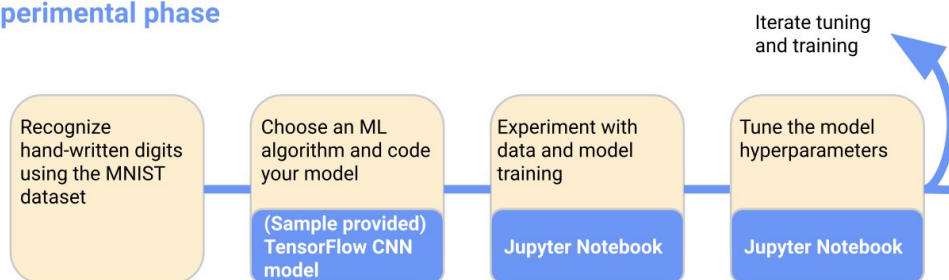 perimental phase
Iterate tuning
and training
Recognize
hand-written digits
using the MNIST
dataset
Choose an ML
algorithm and code
your model
(Sample provided)
TensorFlow CNN
model
Experiment with
data and model
training
Jupyter Notebook
Tune the model
hyperparameters
Jupyter Notebook